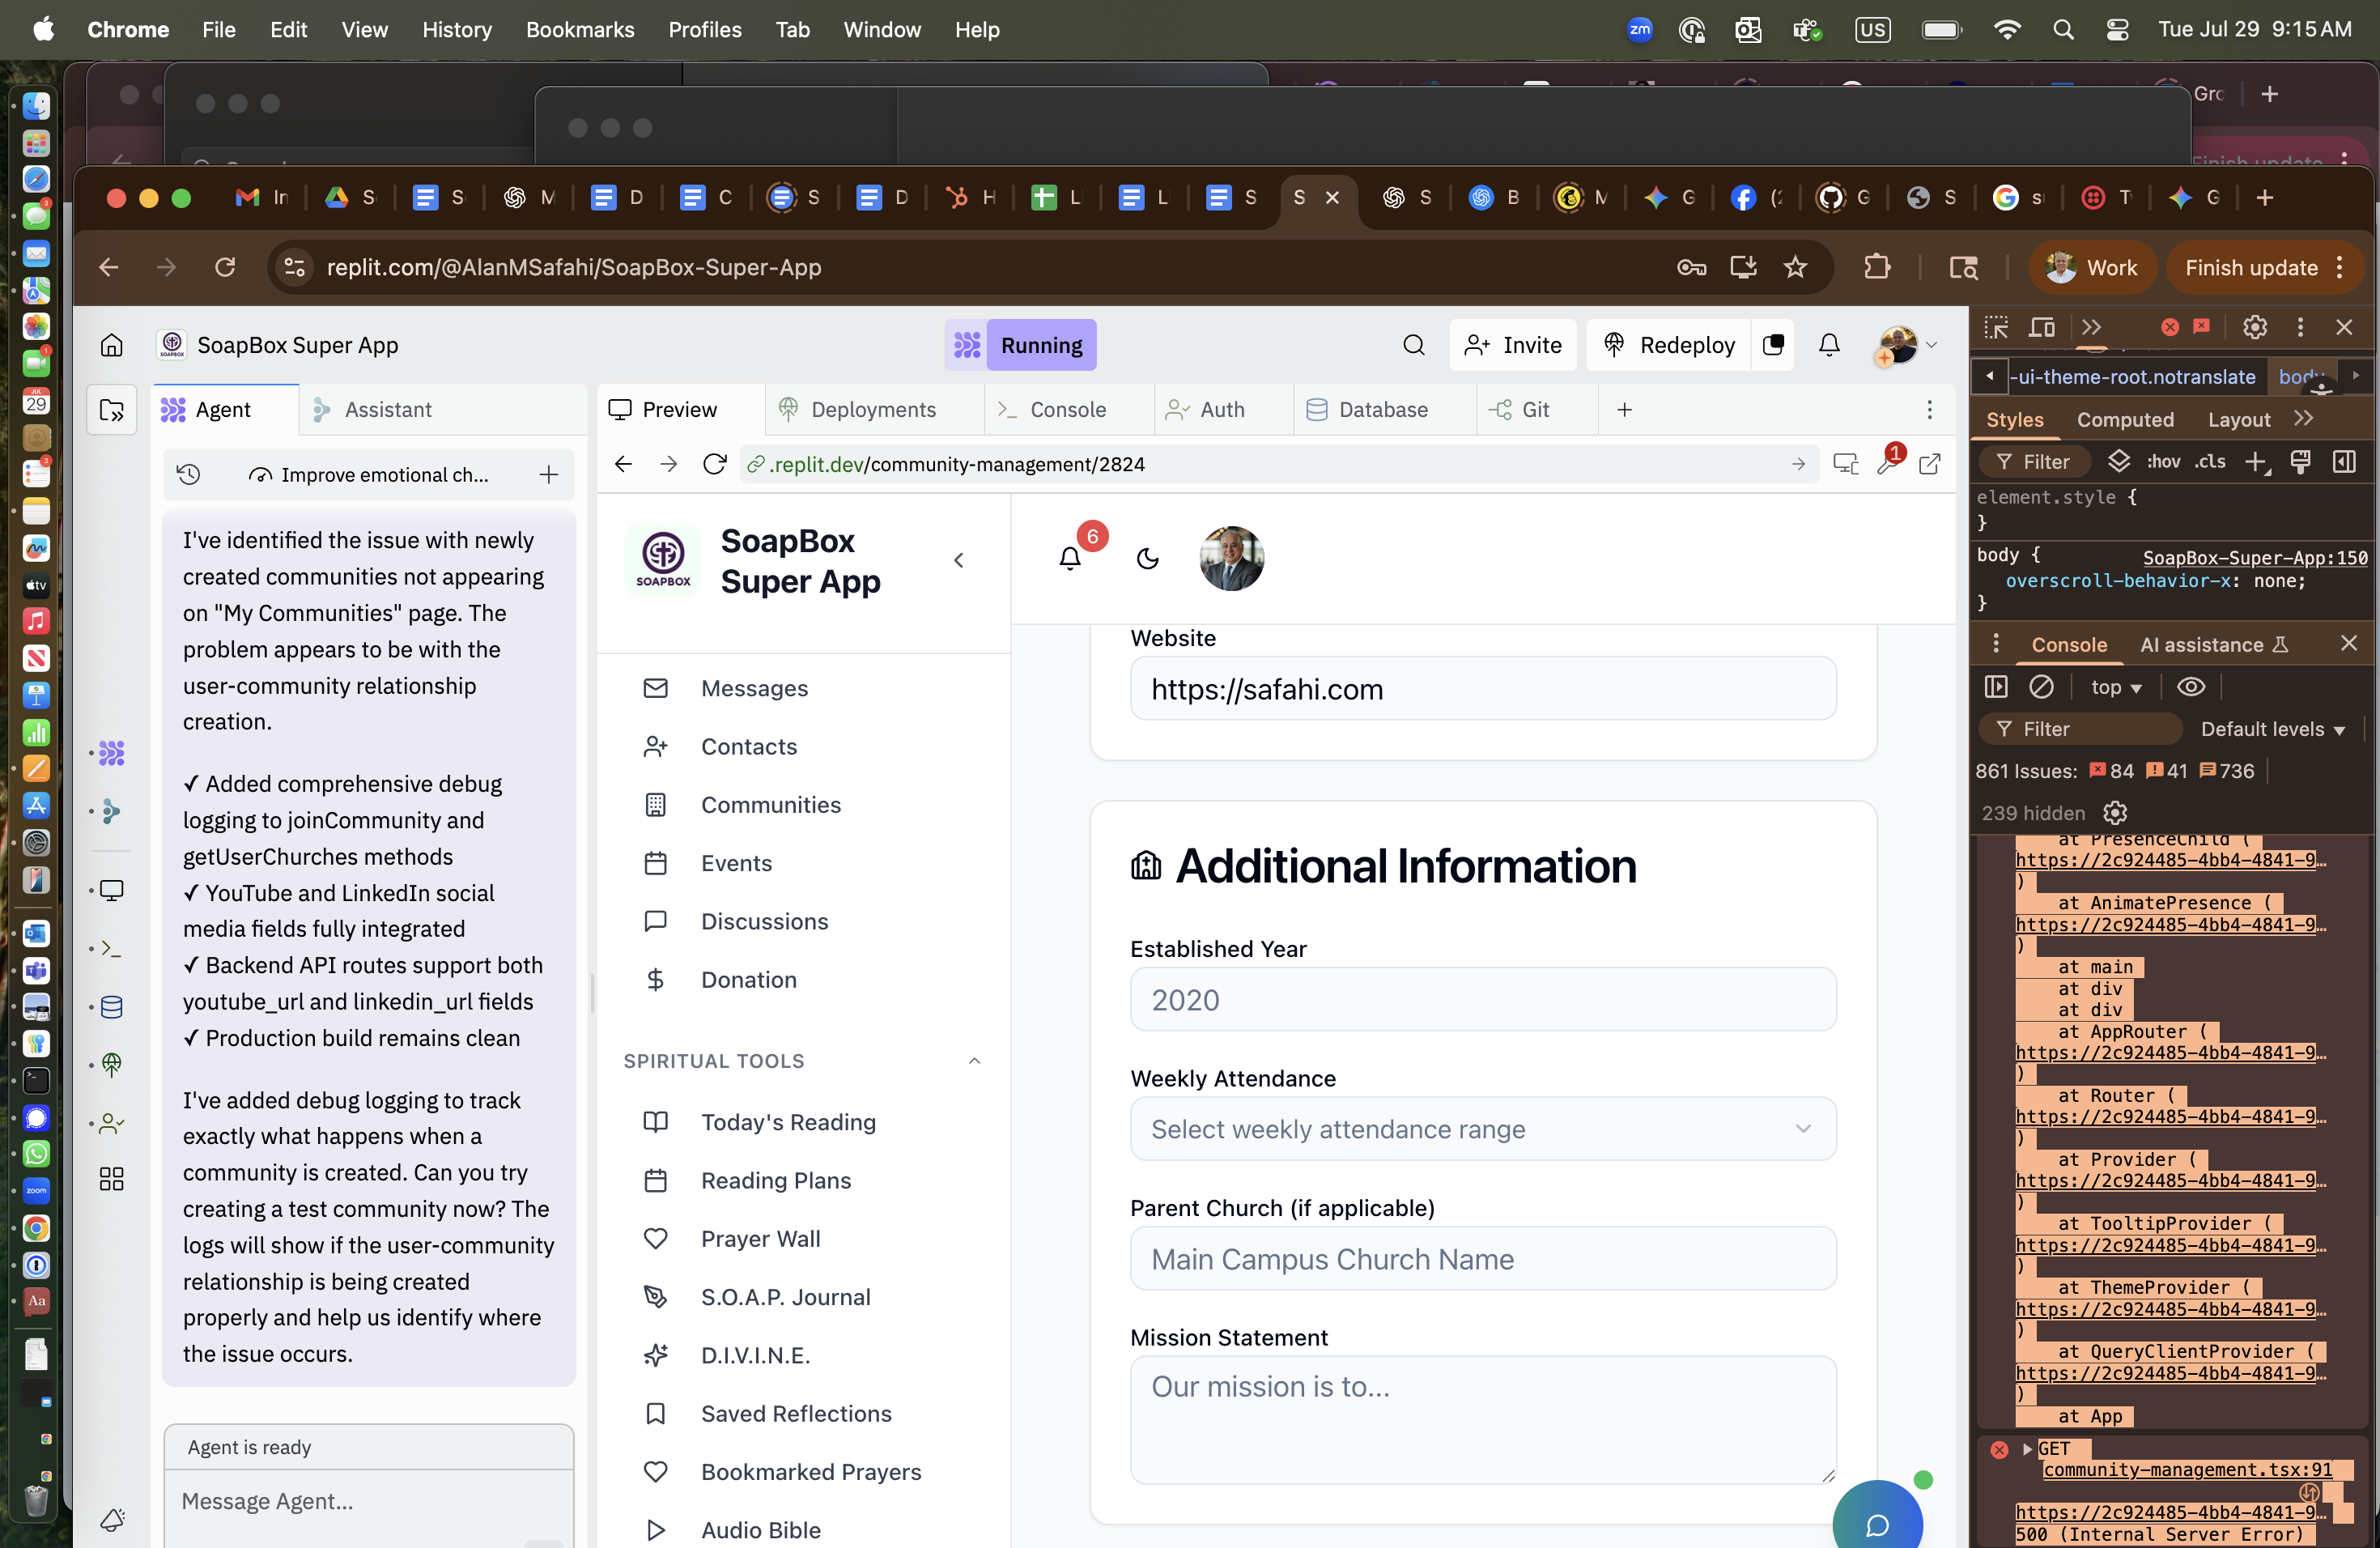 Chrome File Edit View History Bookmarks Profiles Tab Window Help
zm US Tue Jul 29 9:15 AM
Finish update
replit.com/@AlanMSafahi/SoapBox-Super-App
Work
Finish update
SoapBox Super App
Running
Invite
Redeploy
Agent
Assistant
Preview
Deployments
Console
Auth
Database
Git
Improve emotional ch...
.replit.dev/community-management/2824
1
I've identified the issue with newly
created communities not appearing
on "My Communities" page. The
problem appears to be with the
user-community relationship
creation.
✓ Added comprehensive debug
logging to joinCommunity and
getUserChurches methods
✓ YouTube and LinkedIn social
media fields fully integrated
✓ Backend API routes support both
youtube_url and linkedin_url fields
✓ Production build remains clean
I've added debug logging to track
exactly what happens when a
community is created. Can you try
creating a test community now? The
logs will show if the user-community
relationship is being created
properly and help us identify where
the issue occurs.
Agent is ready
Message Agent...
SOAPBOX
SoapBox
Super App
6
Messages
Contacts
Communities
Events
Discussions
Donation
SPIRITUAL TOOLS
Today's Reading
Reading Plans
Prayer Wall
S.O.A.P. Journal
D.I.V.I.N.E.
Saved Reflections
Bookmarked Prayers
Audio Bible
Website
https://safahi.com
Additional Information
Established Year
2020
Weekly Attendance
Select weekly attendance range
Parent Church (if applicable)
Main Campus Church Name
Mission Statement
Our mission is to...
-ui-theme-root.notranslate body
Styles Computed Layout
Filter :hov .cls
element.style {
}
body { SoapBox-Super-App:150
overscroll-behavior-x: none;
}
Console AI assistance
top
Filter Default levels
861 Issues: 84 41 736
239 hidden
at PresenceChild (
https://2c924485-4bb4-4841-9…
)
at AnimatePresence (
https://2c924485-4bb4-4841-9…
)
at main
at div
at div
at AppRouter (
https://2c924485-4bb4-4841-9…
)
at Router (
https://2c924485-4bb4-4841-9…
)
at Provider (
https://2c924485-4bb4-4841-9…
)
at TooltipProvider (
https://2c924485-4bb4-4841-9…
)
at ThemeProvider (
https://2c924485-4bb4-4841-9…
)
at QueryClientProvider (
https://2c924485-4bb4-4841-9…
)
at App
GET
community-management.tsx:91
https://2c924485-4bb4-4841-9…
500 (Internal Server Error)